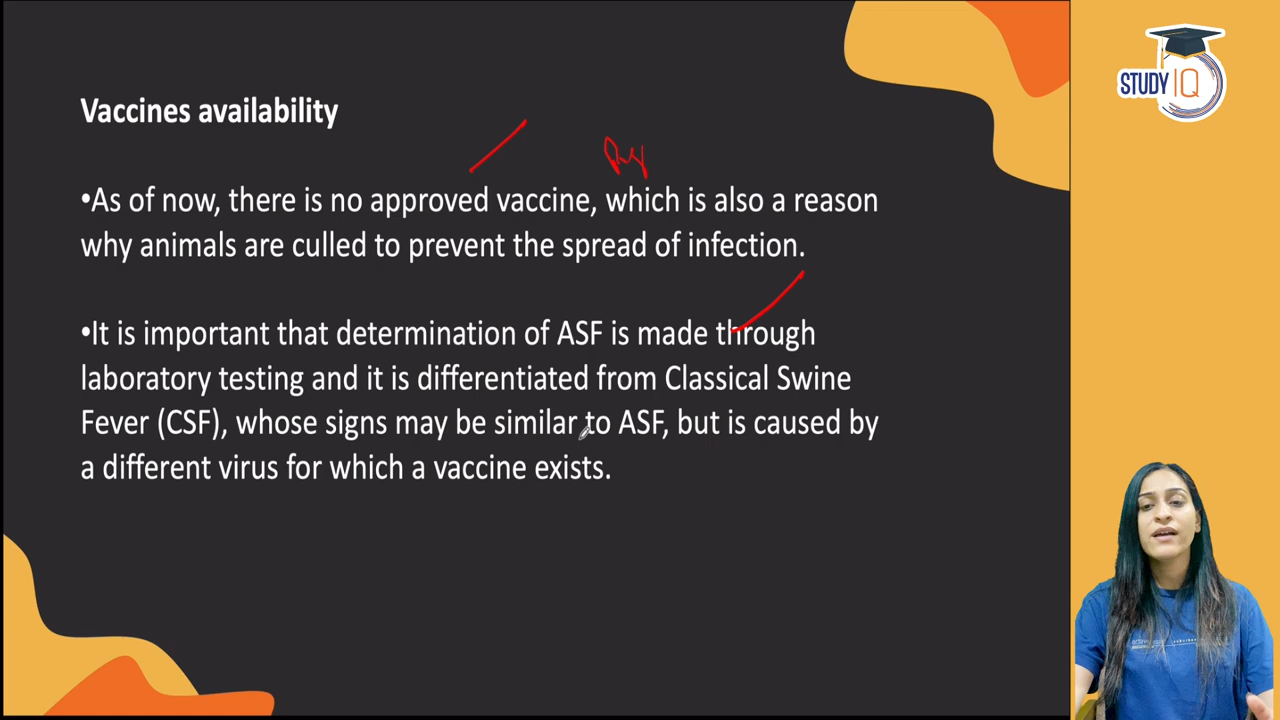 STUDY IQ
Vaccines availability
•As of now, there is no approved vaccine, which is also a reason
why animals are culled to prevent the spread of infection.
•It is important that determination of ASF is made through
laboratory testing and it is differentiated from Classical Swine
Fever (CSF), whose signs may be similar to ASF, but is caused by
a different virus for which a vaccine exists.